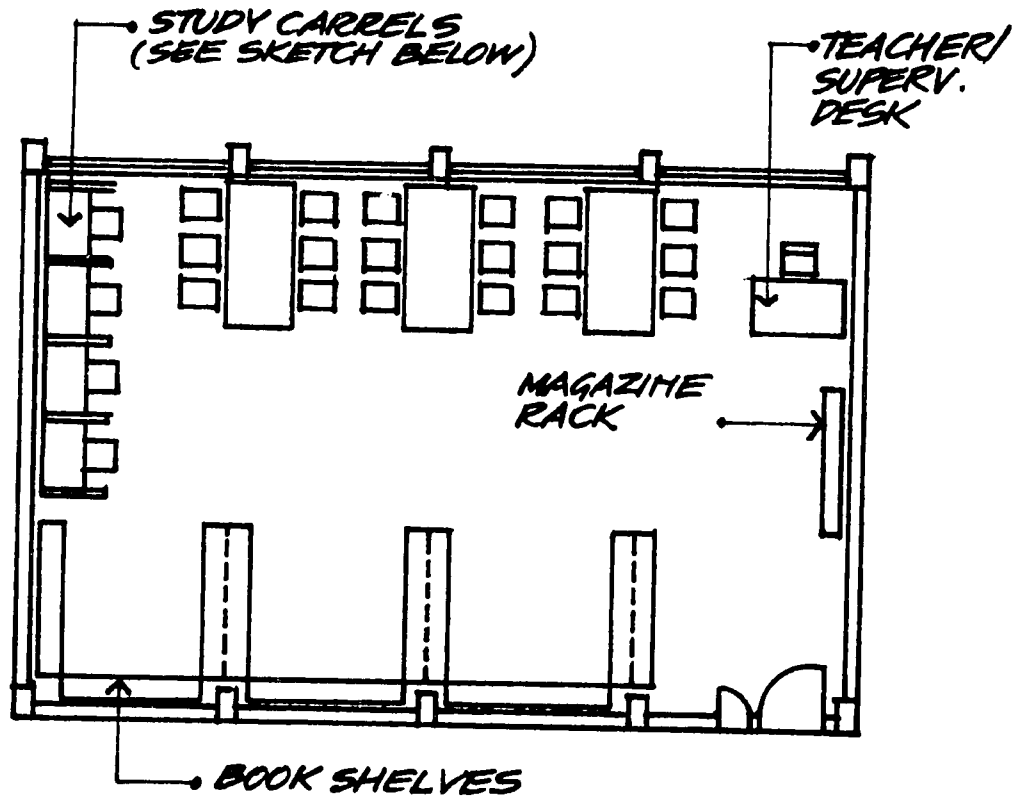 STUDY CARRELS
(SEE SKETCH BELOW)
TEACHER/
SUPERV.
DESK
MAGAZINE
RACK
BOOK SHELVES